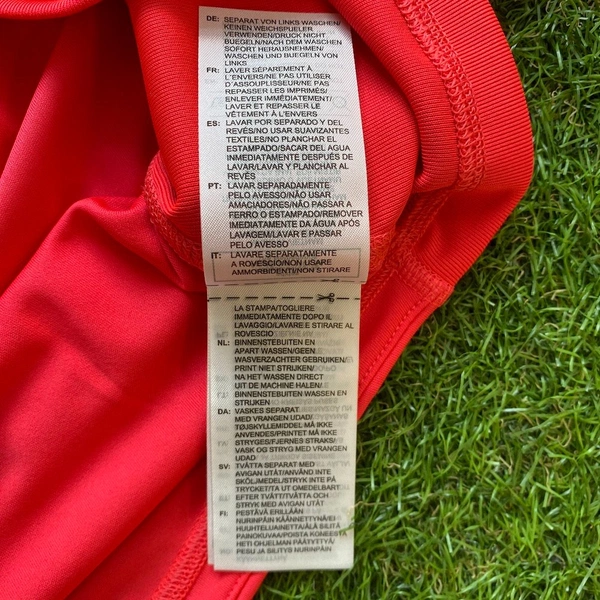 DE: SEPARAT VON LINKS WASCHEN/
KEINEN WEICHSPUELER
VERWENDEN/DRUCK NICHT
BUEGELN/NACH DEM WASCHEN
SOFORT HERAUSNEHMEN/
WASCHEN UND BUEGELN VON
LINKS
FR: LAVER SÉPARÉMENT À
L'ENVERS/NE PAS UTILISER
D'ASSOUPLISSEUR/NE PAS
REPASSER LES IMPRIMÉS/
ENLEVER IMMÉDIATEMENT/
LAVER ET REPASSER LE
VÊTEMENT À L'ENVERS
ES: LAVAR POR SEPARADO Y DEL
REVÉS/NO USAR SUAVIZANTES
TEXTILES/NO PLANCHAR EL
ESTAMPADO/SACAR DEL AGUA
INMEDIATAMENTE DESPUÉS DE
LAVAR/LAVAR Y PLANCHAR AL
REVÉS
PT: LAVAR SEPARADAMENTE
PELO AVESSO/NÃO USAR
AMACIADORES/NÃO PASSAR A
FERRO O ESTAMPADO/REMOVER
IMEDIATAMENTE DA ÁGUA APÓS
LAVAGEM/LAVAR E PASSAR
PELO AVESSO
IT: LAVARE SEPARATAMENTE
A ROVESCIO/NON USARE
AMMORBIDENTI/NON STIRARE
LA STAMPA/TOGLIERE
IMMEDIATAMENTE DOPO IL
LAVAGGIO/LAVARE E STIRARE AL
ROVESCIO
NL: BINNENSTEBUITEN EN
APART WASSEN/GEEN
WASVERZACHTER GEBRUIKEN/
PRINT NIET STRIJKEN/
NA HET WASSEN DIRECT
UIT DE MACHINE HALEN/
BINNENSTEBUITEN WASSEN EN
STRIJKEN
DA: VASKES SEPARAT
MED VRANGEN UDAD/
TØJSKYLLEMIDDEL MÅ IKKE
ANVENDES/PRINTET MÅ IKKE
STRYGES/FJERNES STRAKS/
VASK OG STRYG MED VRANGEN
UDAD
SV: TVÄTTA SEPARAT MED
AVIGAN UTÅT/ANVÄND INTE
SKÖLJMEDEL/STRYK INTE PÅ
TRYCKET/TA UT OMEDELBART
EFTER TVÄTT/TVÄTTA OCH
STRYK MED AVIGAN UTÅT
FI: PESTÄVÄ ERILLÄÄN
NURINPÄIN KÄÄNNETTYNÄ/EI
HUUHTELUAINETTA/ÄLÄ SILITÄ
PAINOKUVAA/POISTA KONEESTA
HETI OHJELMAN PÄÄTYTTYÄ/
PESU JA SILITYS NURINPÄIN